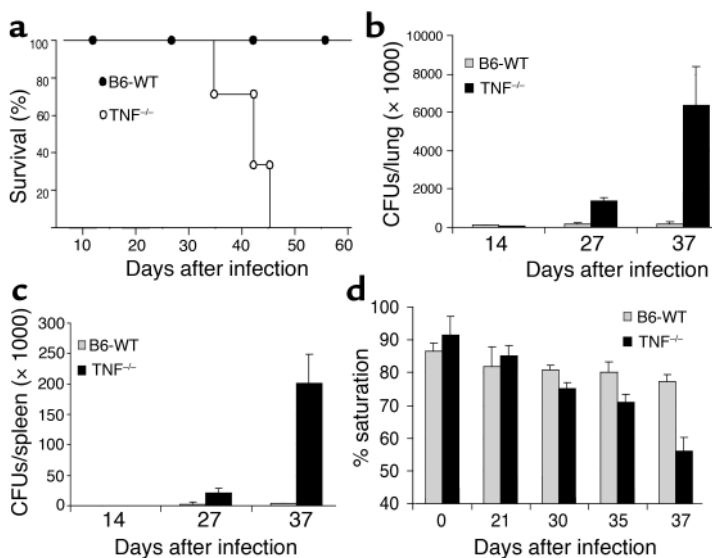 a
Survival (%)
100
80
60
40
20
B6-WT
TNF⁻/⁻
10 20 30 40 50 60
Days after infection
b
CFUs/lung (× 1000)
10000
8000
6000
4000
2000
0
B6-WT
TNF⁻/⁻
14 27 37
Days after infection
c
CFUs/spleen (× 1000)
300
250
200
150
100
50
0
B6-WT
TNF⁻/⁻
14 27 37
Days after infection
d
% saturation
100
90
80
70
60
50
40
B6-WT
TNF⁻/⁻
0 21 30 35 37
Days after infection